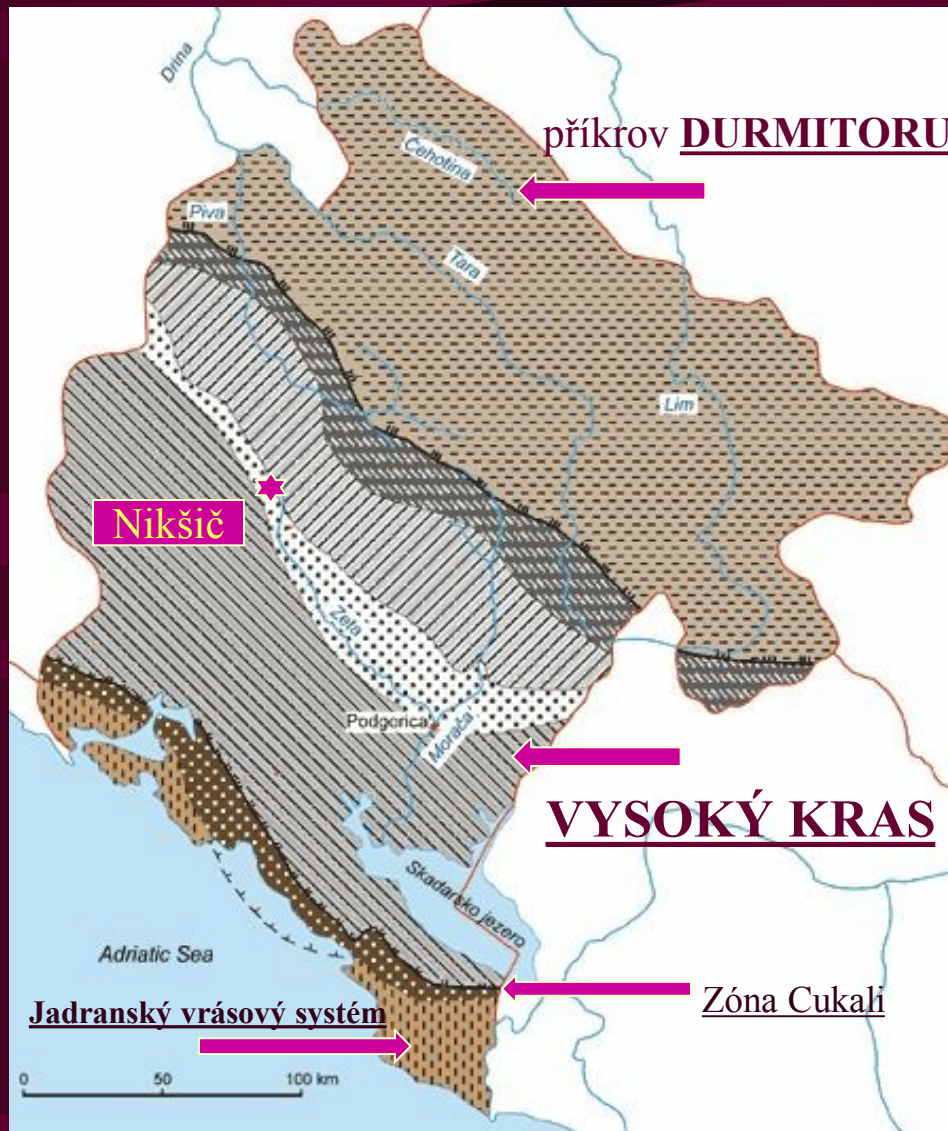 Drina
příkrov DURMITORU
Ćehotina
Piva
Tara
Lim
Nikšič
Zeta
Podgorica
Morača
VYSOKÝ KRAS
Skadarsko jezero
Adriatic Sea
Zóna Cukali
Jadranský vrásový systém
0 50 100 km